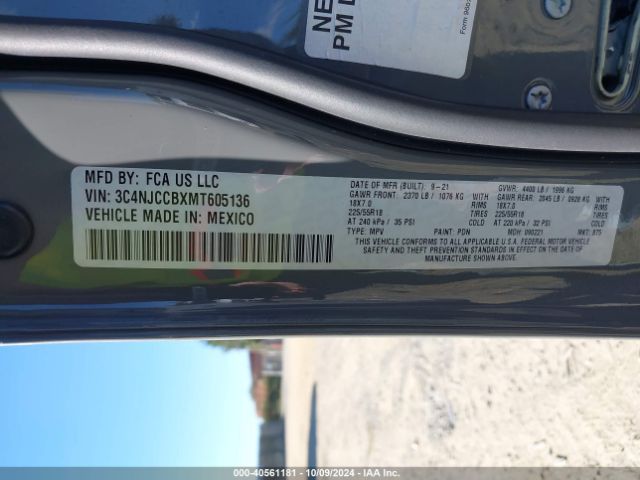 NE
PM D
MFD BY: FCA US LLC
VIN: 3C4NJCCBXMT605136
VEHICLE MADE IN: MEXICO
DATE OF MFR (BUILT): 9-21 GVWR: 4400 LB / 1996 KG
GAWR FRONT: 2370 LB / 1076 KG GAWR REAR: 2045 LB / 0928 KG
18X7.0 RIMS 18X7.0 RIMS
225/55R18 TIRES 225/55R18 TIRES
AT 240 kPa / 35 PSI COLD AT 220 kPa / 32 PSI COLD
TYPE: MPV PAINT: PDN MDH: 090221 MKT: 875
THIS VEHICLE CONFORMS TO ALL APPLICABLE U.S.A. FEDERAL MOTOR VEHICLE
SAFETY AND THEFT PREVENTION STANDARDS IN EFFECT ON THE DATE OF
MANUFACTURE SHOWN ABOVE.
000-40561181 - 10/09/2024 - IAA Inc.